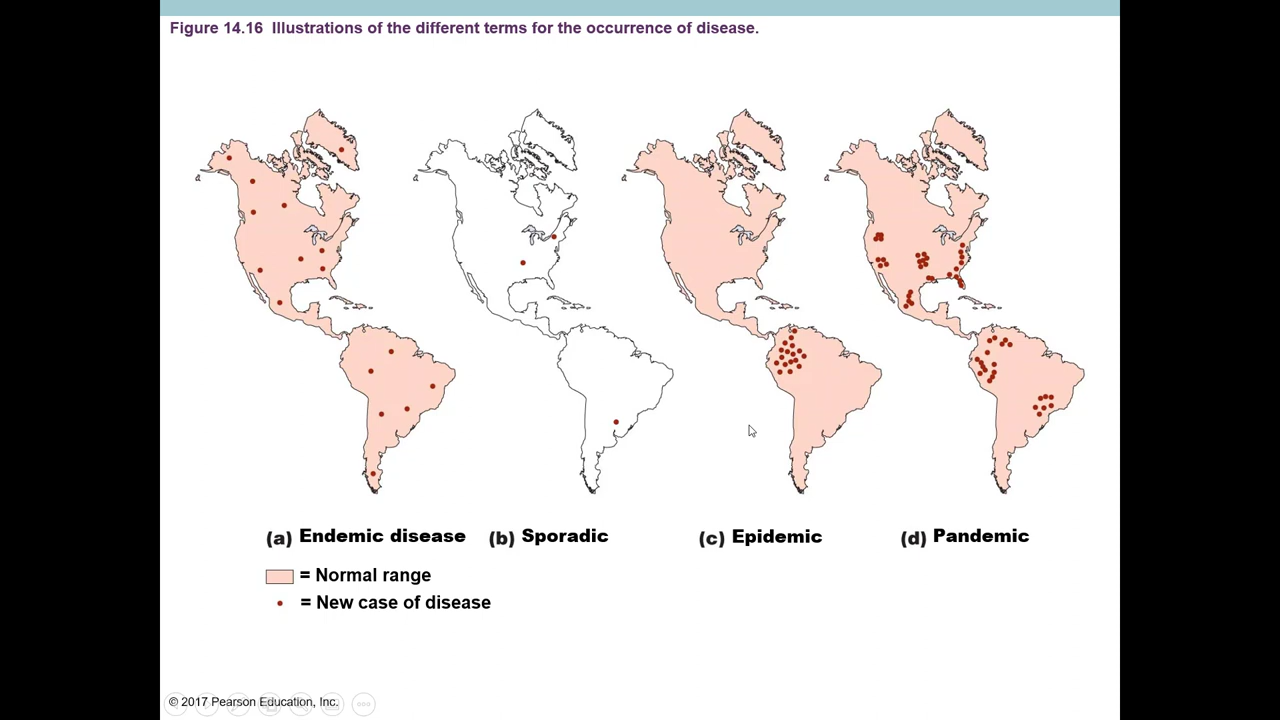 Figure 14.16 Illustrations of the different terms for the occurrence of disease.
(a) Endemic disease
(b) Sporadic
(c) Epidemic
(d) Pandemic
= Normal range
= New case of disease
© 2017 Pearson Education, Inc.